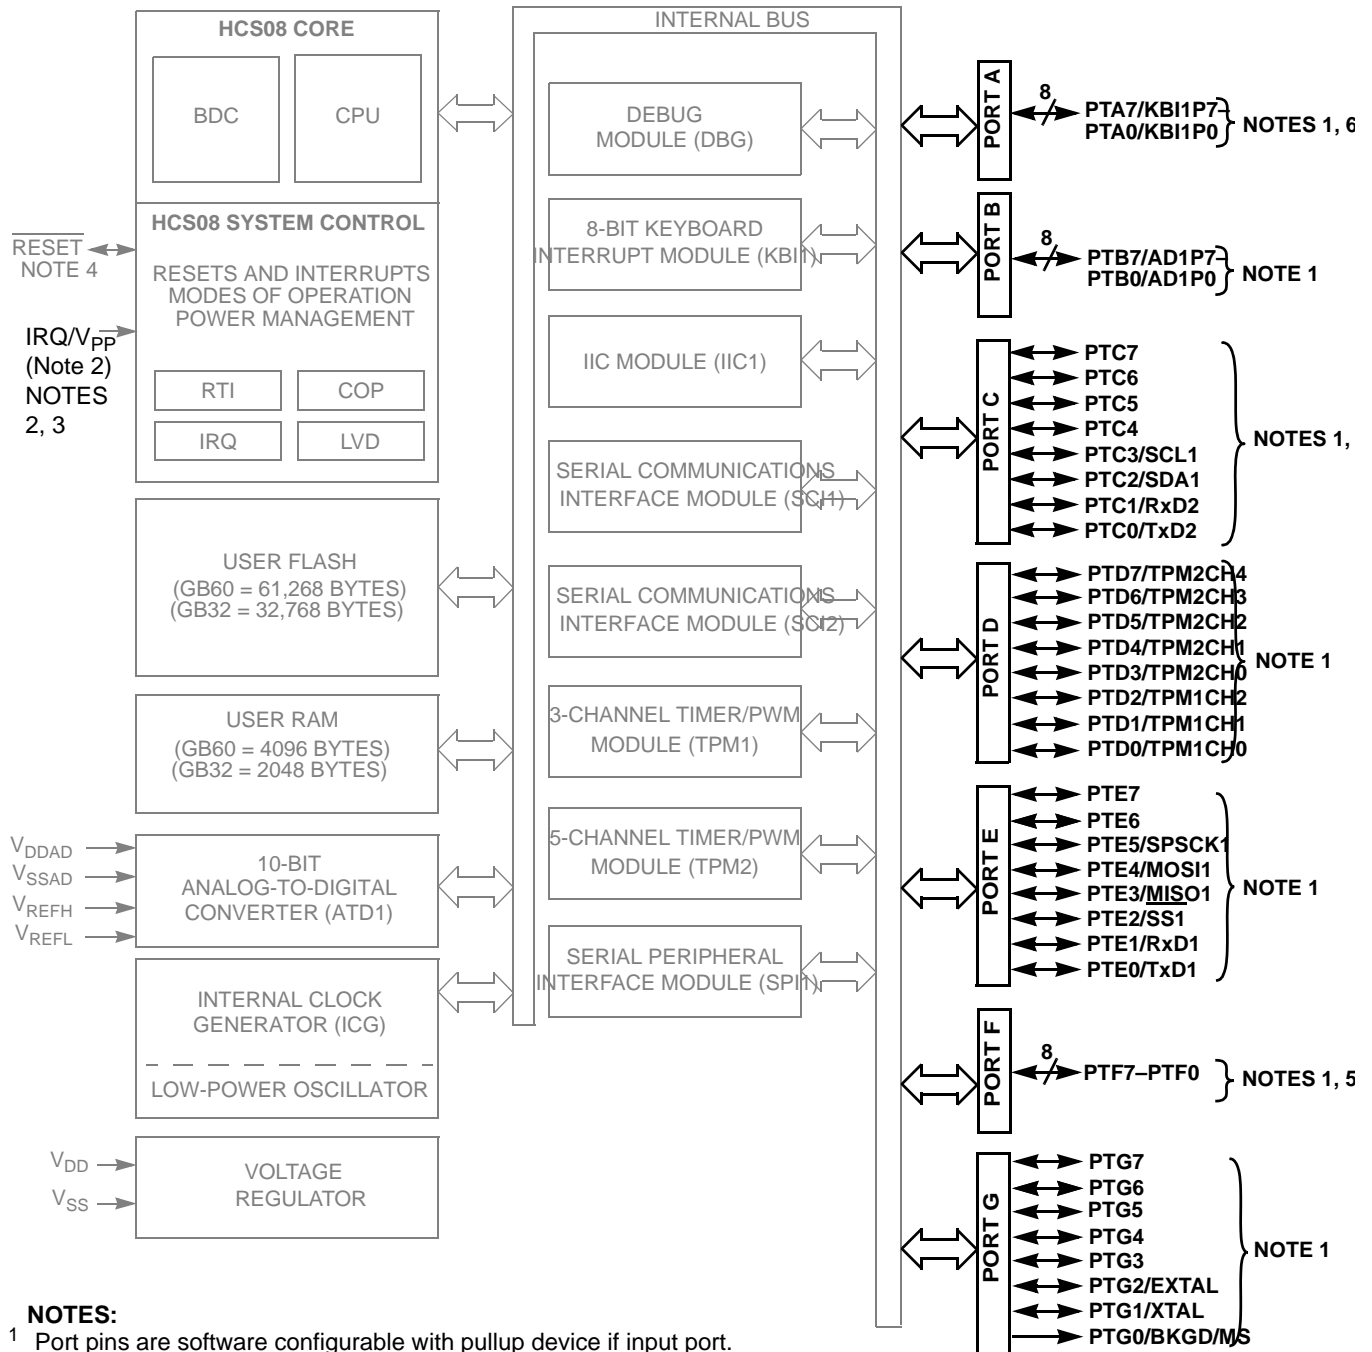 HCS08 CORE
BDC
CPU
HCS08 SYSTEM CONTROL
RESETS AND INTERRUPTS
MODES OF OPERATION
POWER MANAGEMENT
RTI
COP
IRQ
LVD
RESET
NOTE 4
IRQ/VPP
(Note 2)
NOTES
2, 3
USER FLASH
(GB60 = 61,268 BYTES)
(GB32 = 32,768 BYTES)
USER RAM
(GB60 = 4096 BYTES)
(GB32 = 2048 BYTES)
VDDAD
VSSAD
VREFH
VREFL
10-BIT
ANALOG-TO-DIGITAL
CONVERTER (ATD1)
INTERNAL CLOCK
GENERATOR (ICG)
LOW-POWER OSCILLATOR
VDD
VSS
VOLTAGE
REGULATOR
INTERNAL BUS
DEBUG
MODULE (DBG)
8-BIT KEYBOARD
INTERRUPT MODULE (KBI1)
IIC MODULE (IIC1)
SERIAL COMMUNICATIONS
INTERFACE MODULE (SCI1)
SERIAL COMMUNICATIONS
INTERFACE MODULE (SCI2)
3-CHANNEL TIMER/PWM
MODULE (TPM1)
5-CHANNEL TIMER/PWM
MODULE (TPM2)
SERIAL PERIPHERAL
INTERFACE MODULE (SPI1)
PORT A
8
PTA7/KBI1P7–
PTA0/KBI1P0
NOTES 1, 6
PORT B
8
PTB7/AD1P7–
PTB0/AD1P0
NOTE 1
PORT C
PTC7
PTC6
PTC5
PTC4
PTC3/SCL1
PTC2/SDA1
PTC1/RxD2
PTC0/TxD2
NOTES 1,
PORT D
PTD7/TPM2CH4
PTD6/TPM2CH3
PTD5/TPM2CH2
PTD4/TPM2CH1
PTD3/TPM2CH0
PTD2/TPM1CH2
PTD1/TPM1CH1
PTD0/TPM1CH0
NOTE 1
PORT E
PTE7
PTE6
PTE5/SPSCK1
PTE4/MOSI1
PTE3/MISO1
PTE2/SS1
PTE1/RxD1
PTE0/TxD1
NOTE 1
PORT F
8
PTF7–PTF0
NOTES 1, 5
PORT G
PTG7
PTG6
PTG5
PTG4
PTG3
PTG2/EXTAL
PTG1/XTAL
PTG0/BKGD/MS
NOTE 1
NOTES:
1 Port pins are software configurable with pullup device if input port.